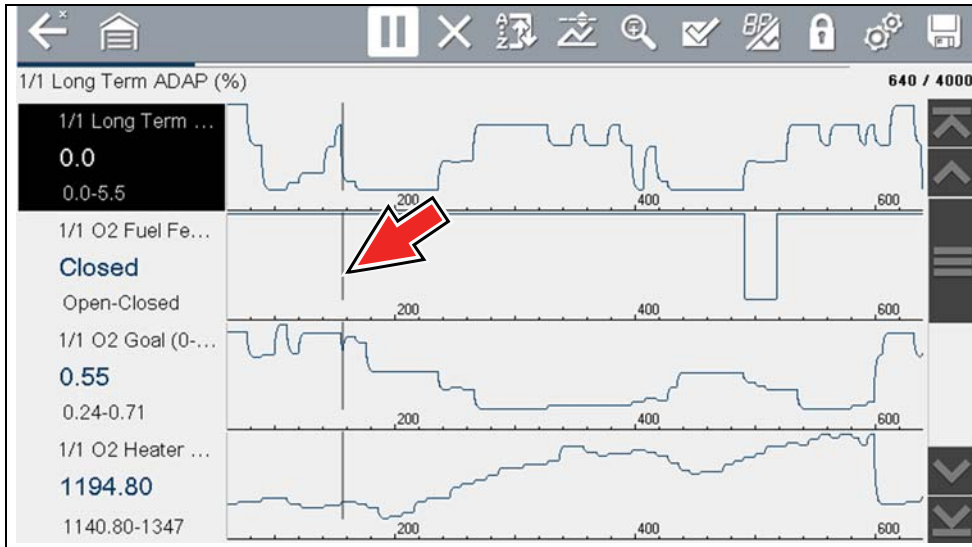 1/1 Long Term ADAP (%)
640 / 4000
1/1 Long Term ...
0.0
0.0-5.5
200
400
600
1/1 O2 Fuel Fe...
Closed
Open-Closed
200
400
600
1/1 O2 Goal (0-...
0.55
0.24-0.71
200
400
600
1/1 O2 Heater ...
1194.80
1140.80-1347
200
400
600